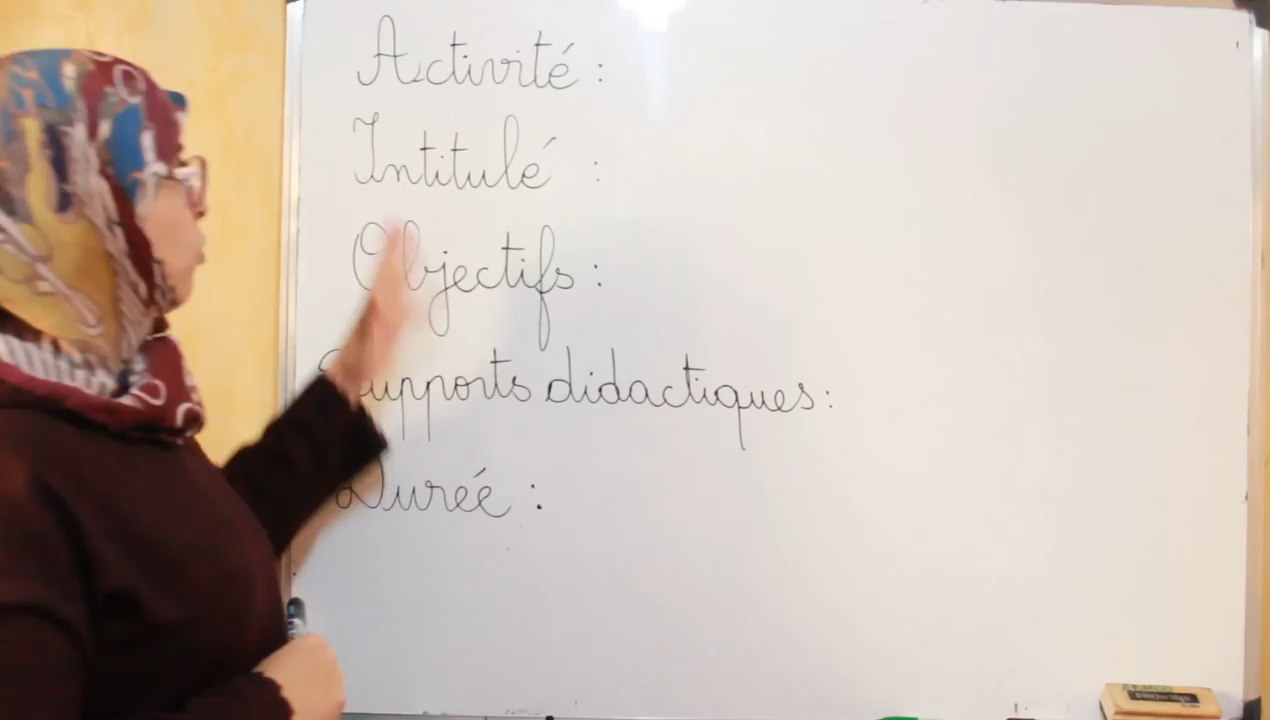 Activité :
Intitulé :
Objectifs :
Supports didactiques :
Durée :